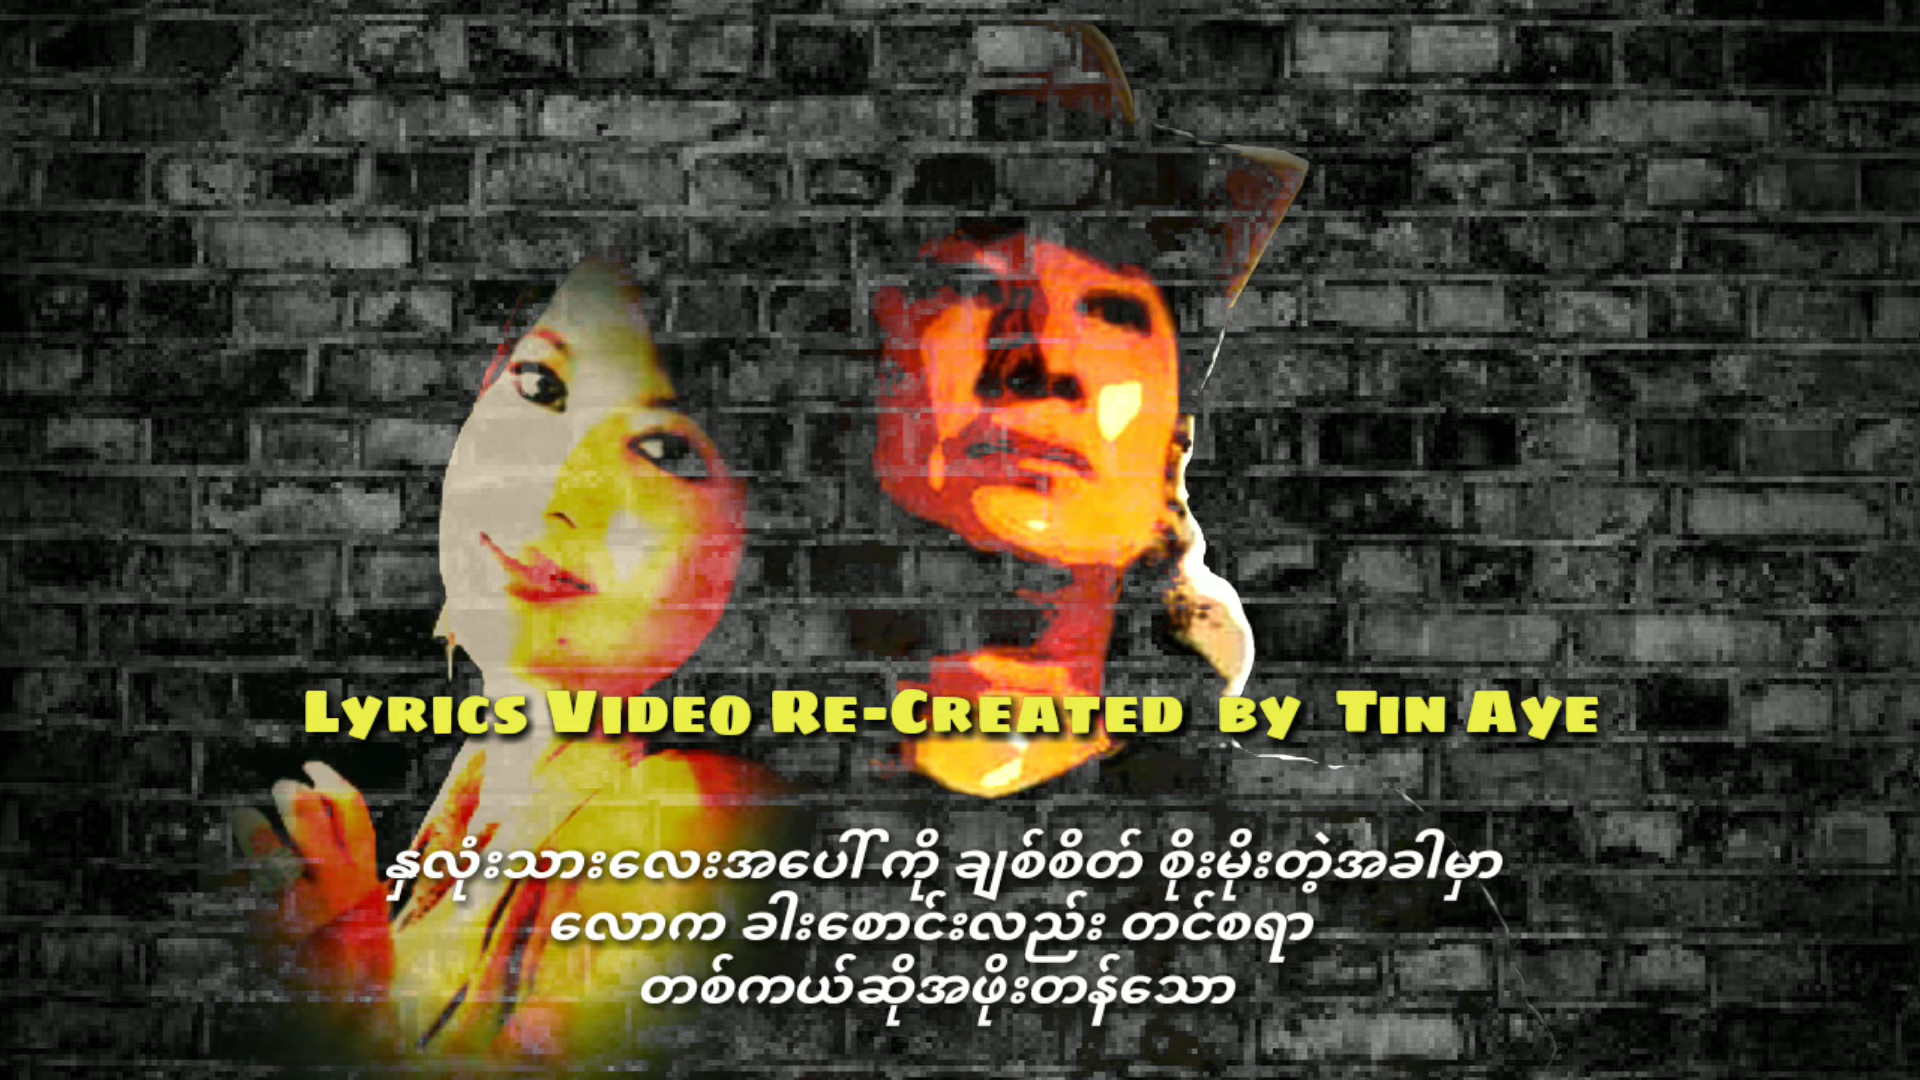 Lyrics Video Re-Created by Tin Aye
နှလုံးသားလေးအပေါ်ကို ချစ်စိတ် စိုးမိုးတဲ့အခါမှာ
လောက ခါးစောင်းလည်း တင်စရာ
တစ်ကယ်ဆိုအဖိုးတန်သော